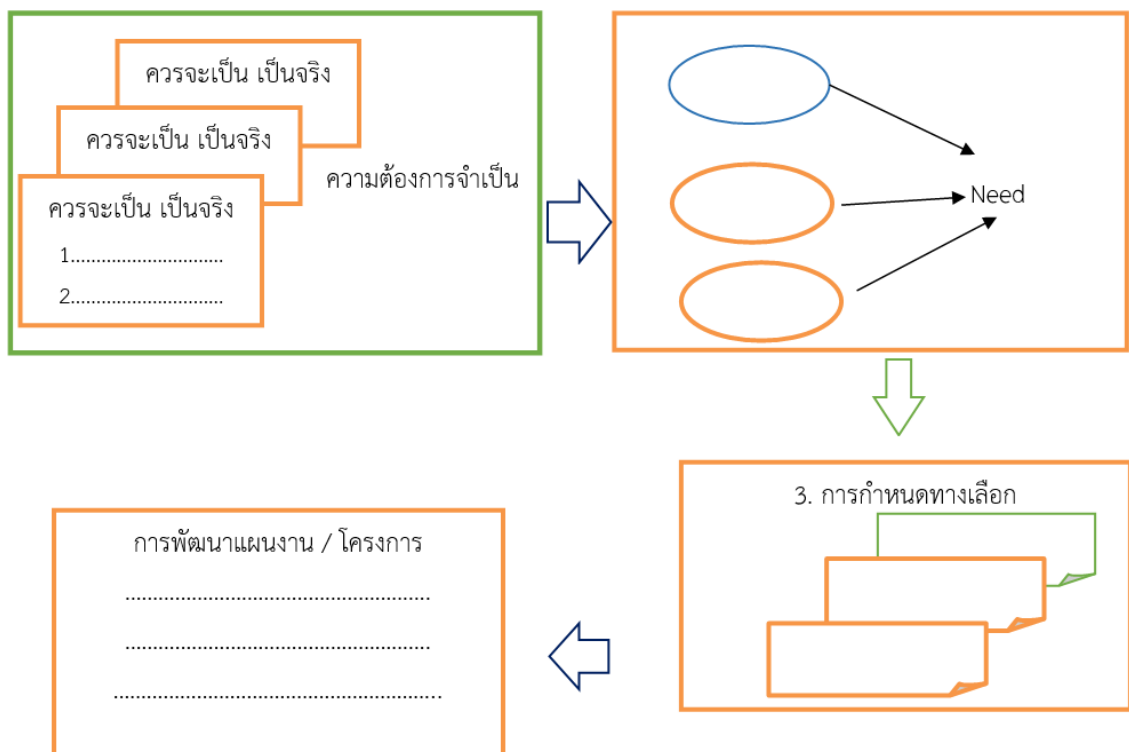 ควรจะเป็น เป็นจริง
ควรจะเป็น เป็นจริง
ควรจะเป็น เป็นจริง
1..............................
2..............................
ความต้องการจำเป็น
Need
3. การกำหนดทางเลือก
การพัฒนาแผนงาน / โครงการ
.......................................................
.......................................................
...........................................................